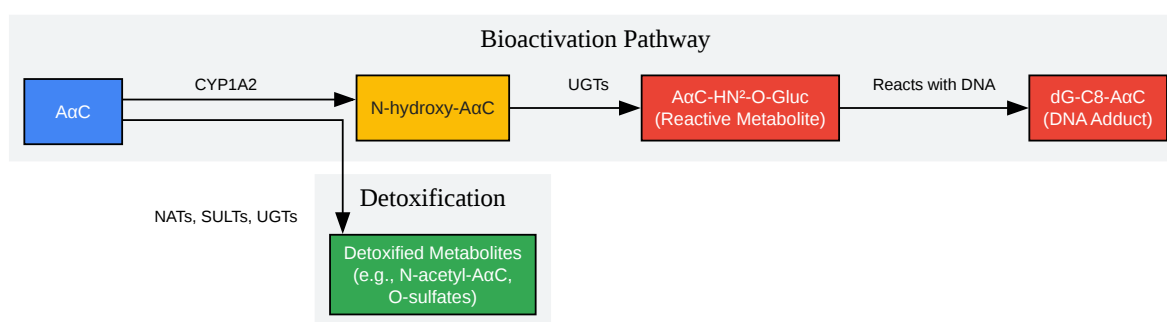 Bioactivation Pathway
AαC
CYP1A2
N-hydroxy-AαC
UGTs
AαC-HN²-O-Gluc
(Reactive Metabolite)
Reacts with DNA
dG-C8-AαC
(DNA Adduct)
NATs, SULTs, UGTs
Detoxification
Detoxified Metabolites
(e.g., N-acetyl-AαC,
O-sulfates)